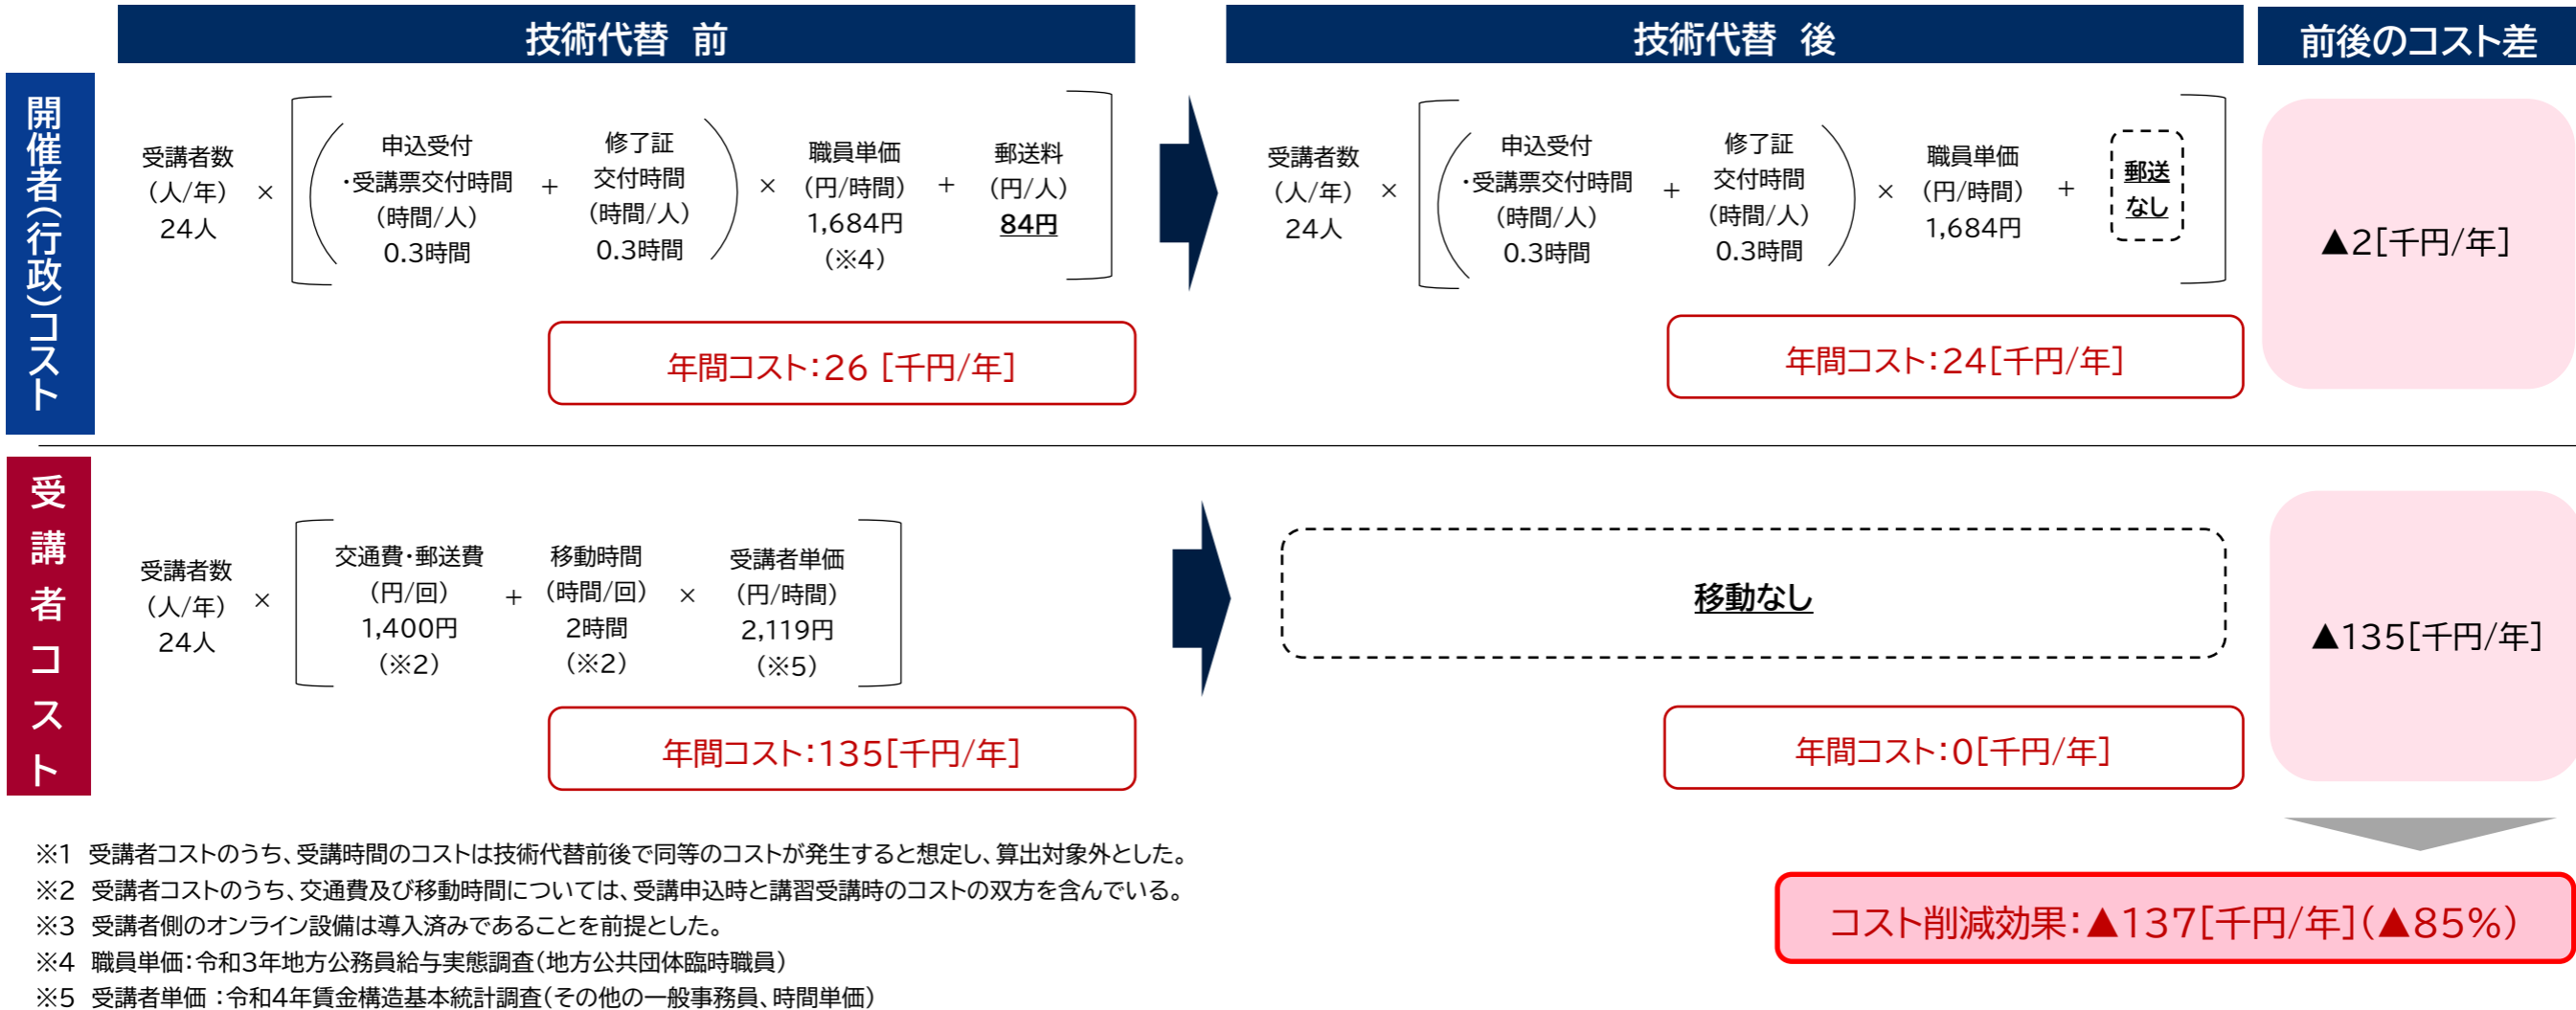 技術代替 前
技術代替 後
前後のコスト差
開催者(行政)コスト
受講者数
(人/年)
24人
×
申込受付
・受講票交付時間
(時間/人)
0.3時間
+
修了証
交付時間
(時間/人)
0.3時間
×
職員単価
(円/時間)
1,684円
(※4)
+
郵送料
(円/人)
84円
年間コスト:26 [千円/年]
受講者数
(人/年)
24人
×
申込受付
・受講票交付時間
(時間/人)
0.3時間
+
修了証
交付時間
(時間/人)
0.3時間
×
職員単価
(円/時間)
1,684円
+
郵送
なし
年間コスト:24[千円/年]
▲2[千円/年]
受講者コスト
受講者数
(人/年)
24人
×
交通費・郵送費
(円/回)
1,400円
(※2)
+
移動時間
(時間/回)
2時間
(※2)
×
受講者単価
(円/時間)
2,119円
(※5)
年間コスト:135[千円/年]
移動なし
年間コスト:0[千円/年]
▲135[千円/年]
コスト削減効果:▲137[千円/年](▲85%)
※1 受講者コストのうち、受講時間のコストは技術代替前後で同等のコストが発生すると想定し、算出対象外とした。
※2 受講者コストのうち、交通費及び移動時間については、受講申込時と講習受講時のコストの双方を含んでいる。
※3 受講者側のオンライン設備は導入済みであることを前提とした。
※4 職員単価:令和3年地方公務員給与実態調査(地方公共団体臨時職員)
※5 受講者単価 :令和4年賃金構造基本統計調査(その他の一般事務員、時間単価)